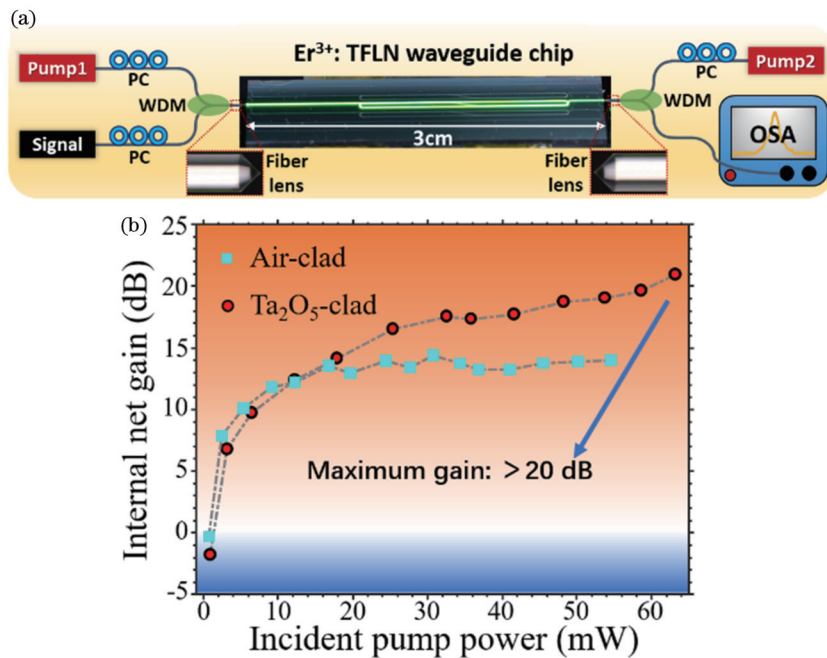 (a)
Er³⁺: TFLN waveguide chip
Pump1
PC
WDM
Signal
PC
3cm
Fiber
lens
Fiber
lens
PC
Pump2
WDM
OSA
(b)
25
20
15
10
5
0
-5
Internal net gain (dB)
Air-clad
Ta₂O₅-clad
Maximum gain: > 20 dB
0 10 20 30 40 50 60
Incident pump power (mW)